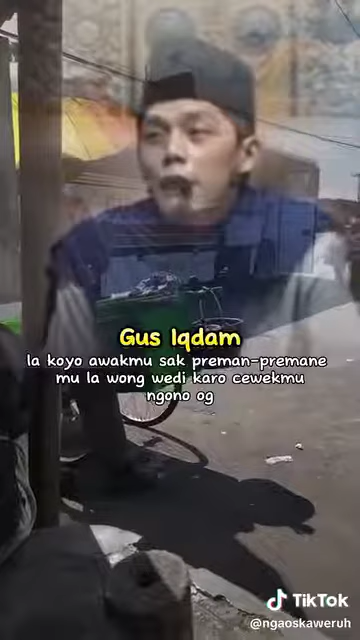 Gus Iqdam
la koyo awakmu sak preman-premane
mu la wong wedi karo cewekmu
ngono og
TikTok
@ngaoskaweruh